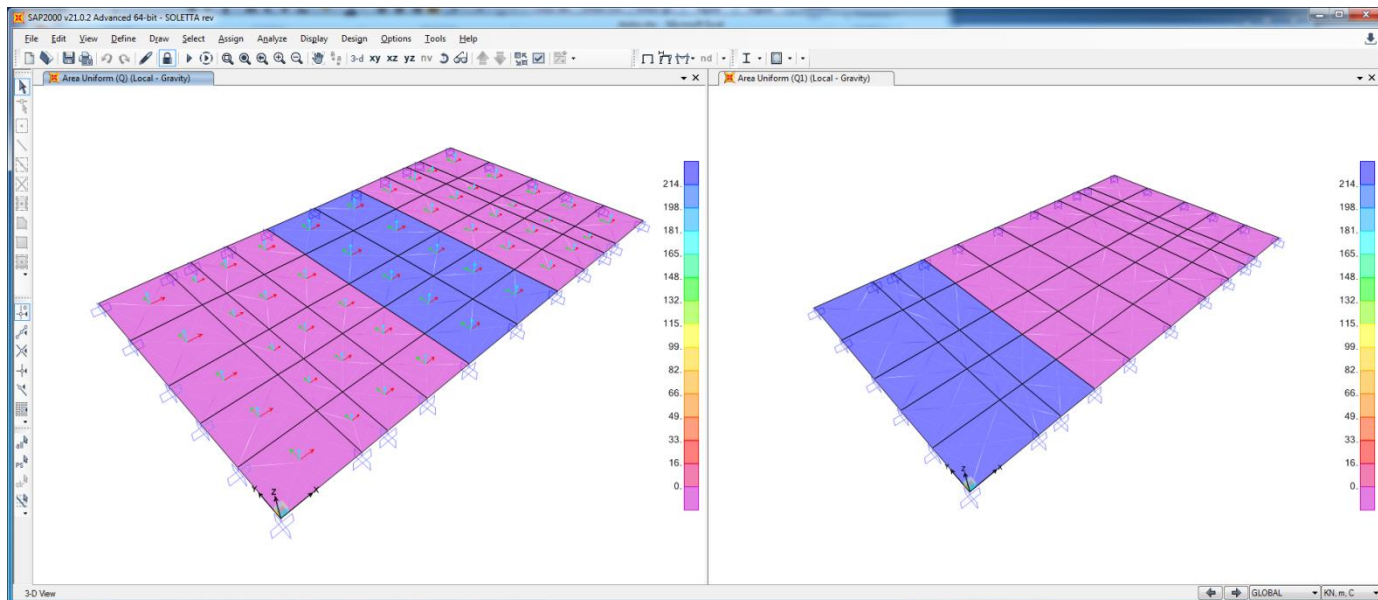 SAP2000 v21.0.2 Advanced 64-bit - SOLETTA rev
File Edit View Define Draw Select Assign Analyze Display Design Options Tools Help
3-d xy xz yz nv nd
Area Uniform (Q) (Local - Gravity)
Area Uniform (Q1) (Local - Gravity)
214.
198.
181.
165.
148.
132.
115.
99.
82.
66.
49.
33.
16.
0.
Y Z X
214.
198.
181.
165.
148.
132.
115.
99.
82.
66.
49.
33.
16.
0.
Y Z X
all
PS
3-D View
GLOBAL
KN, m, C